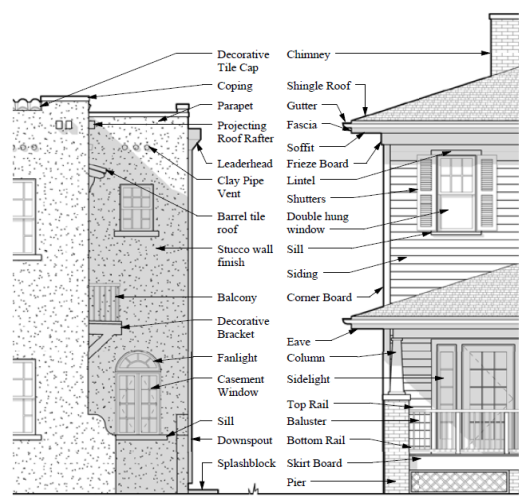 Decorative
Tile Cap
Coping
Parapet
Projecting
Roof Rafter
Leaderhead
Clay Pipe
Vent
Barrel tile
roof
Stucco wall
finish
Balcony
Decorative
Bracket
Fanlight
Casement
Window
Sill
Downspout
Splashblock
Chimney
Shingle Roof
Gutter
Fascia
Soffit
Frieze Board
Lintel
Shutters
Double hung
window
Sill
Siding
Corner Board
Eave
Column
Sidelight
Top Rail
Baluster
Bottom Rail
Skirt Board
Pier